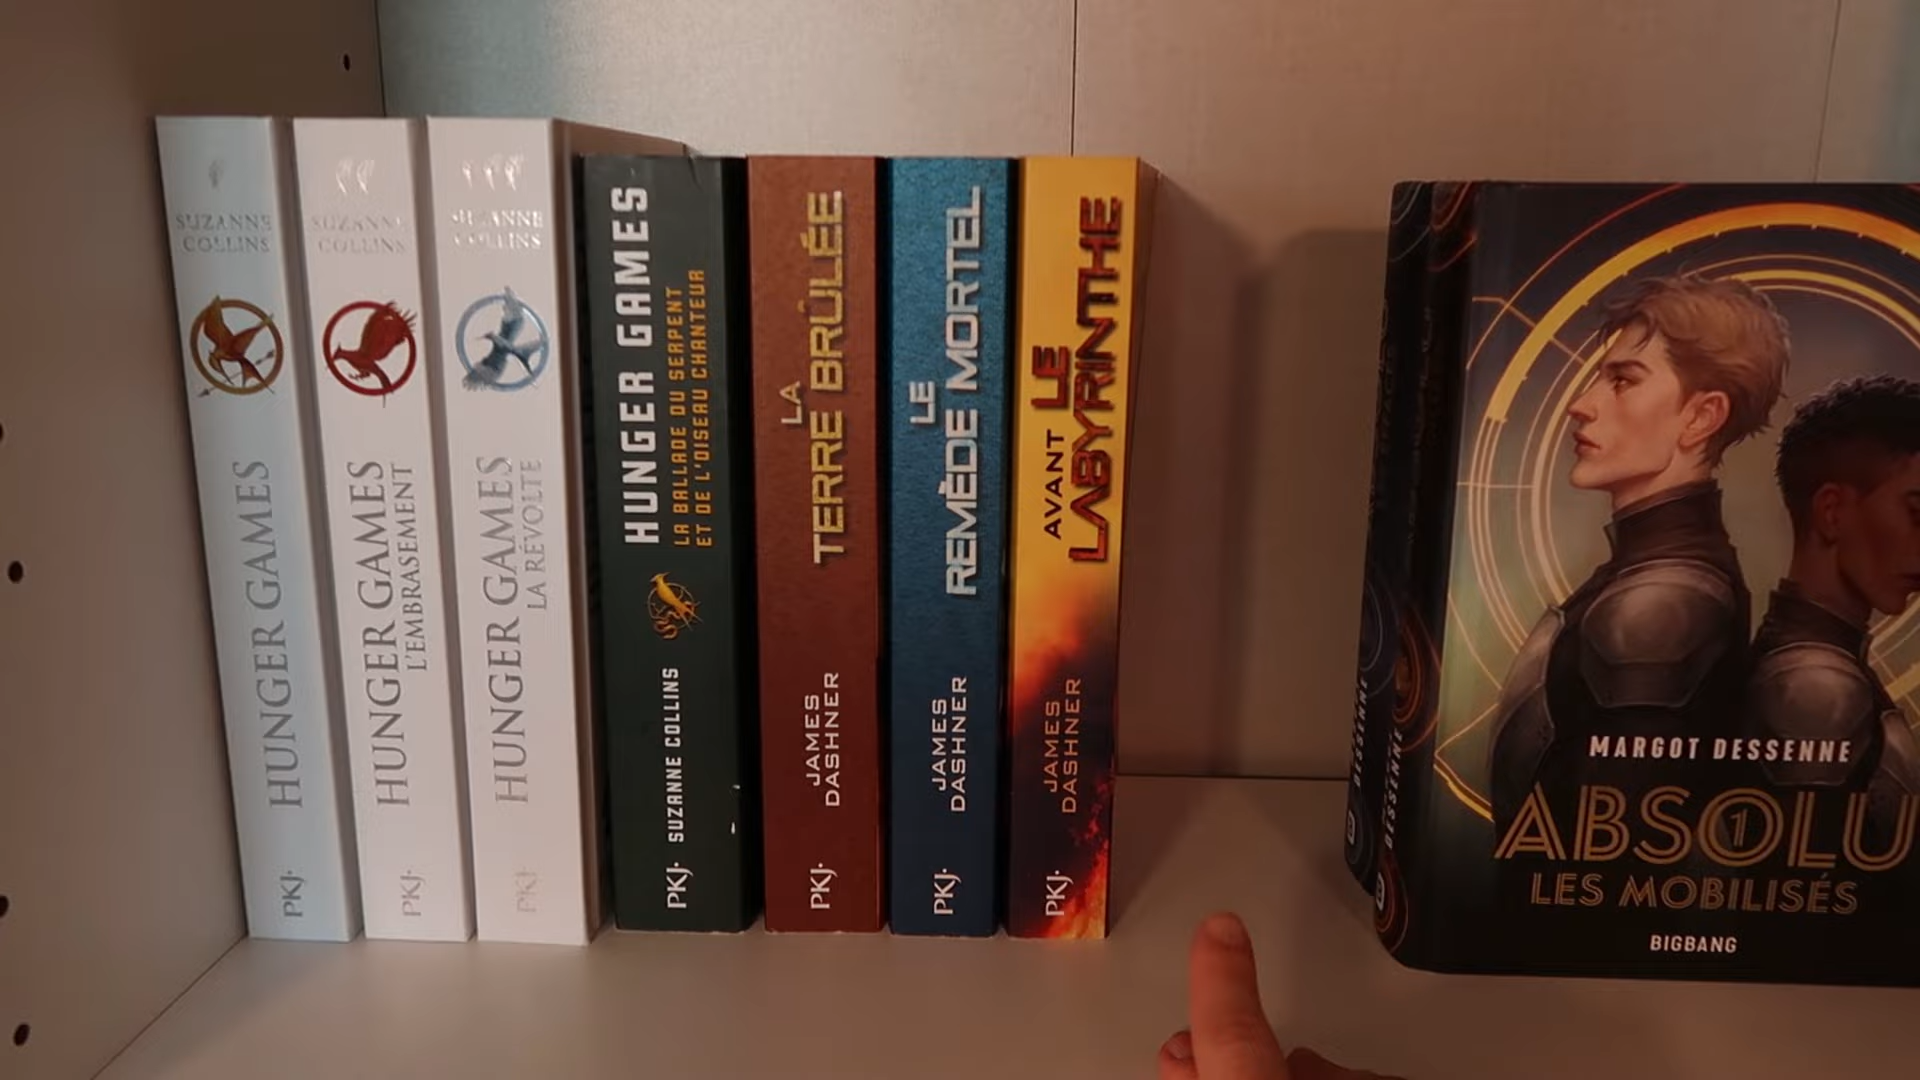 SUZANNE
COLLINS
HUNGER GAMES
PKJ·
SUZANNE
COLLINS
HUNGER GAMES
L'EMBRASEMENT
PKJ·
SUZANNE
COLLINS
HUNGER GAMES
LA RÉVOLTE
PKJ·
HUNGER GAMES
LA BALLADE DU SERPENT
ET DE L'OISEAU CHANTEUR
SUZANNE COLLINS
PKJ·
LA
TERRE BRÛLÉE
JAMES
DASHNER
PKJ·
LE
REMÈDE MORTEL
JAMES
DASHNER
PKJ·
AVANT LE
LABYRINTHE
JAMES
DASHNER
PKJ·
DESSENNE
DESSENNE
MARGOT DESSENNE
ABSOLU
1
LES MOBILISÉS
BIGBANG